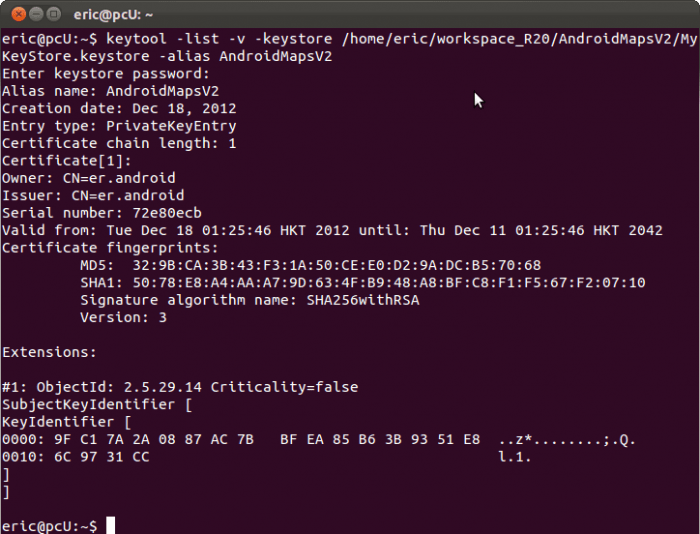 eric@pcU: ~
eric@pcU:~$ keytool -list -v -keystore /home/eric/workspace_R20/AndroidMapsV2/My
KeyStore.keystore -alias AndroidMapsV2
Enter keystore password:
Alias name: AndroidMapsV2
Creation date: Dec 18, 2012
Entry type: PrivateKeyEntry
Certificate chain length: 1
Certificate[1]:
Owner: CN=er.android
Issuer: CN=er.android
Serial number: 72e80ecb
Valid from: Tue Dec 18 01:25:46 HKT 2012 until: Thu Dec 11 01:25:46 HKT 2042
Certificate fingerprints:
MD5:  32:9B:CA:3B:43:F3:1A:50:CE:E0:D2:9A:DC:B5:70:68
SHA1: 50:78:E8:A4:AA:A7:9D:63:4F:B9:48:A8:BF:C8:F1:F5:67:F2:07:10
Signature algorithm name: SHA256withRSA
Version: 3
Extensions:
#1: ObjectId: 2.5.29.14 Criticality=false
SubjectKeyIdentifier [
KeyIdentifier [
0000: 9F C1 7A 2A 08 87 AC 7B   BF EA 85 B6 3B 93 51 E8  ..z*........;.Q.
0010: 6C 97 31 CC                                        l.1.
]
]
eric@pcU:~$